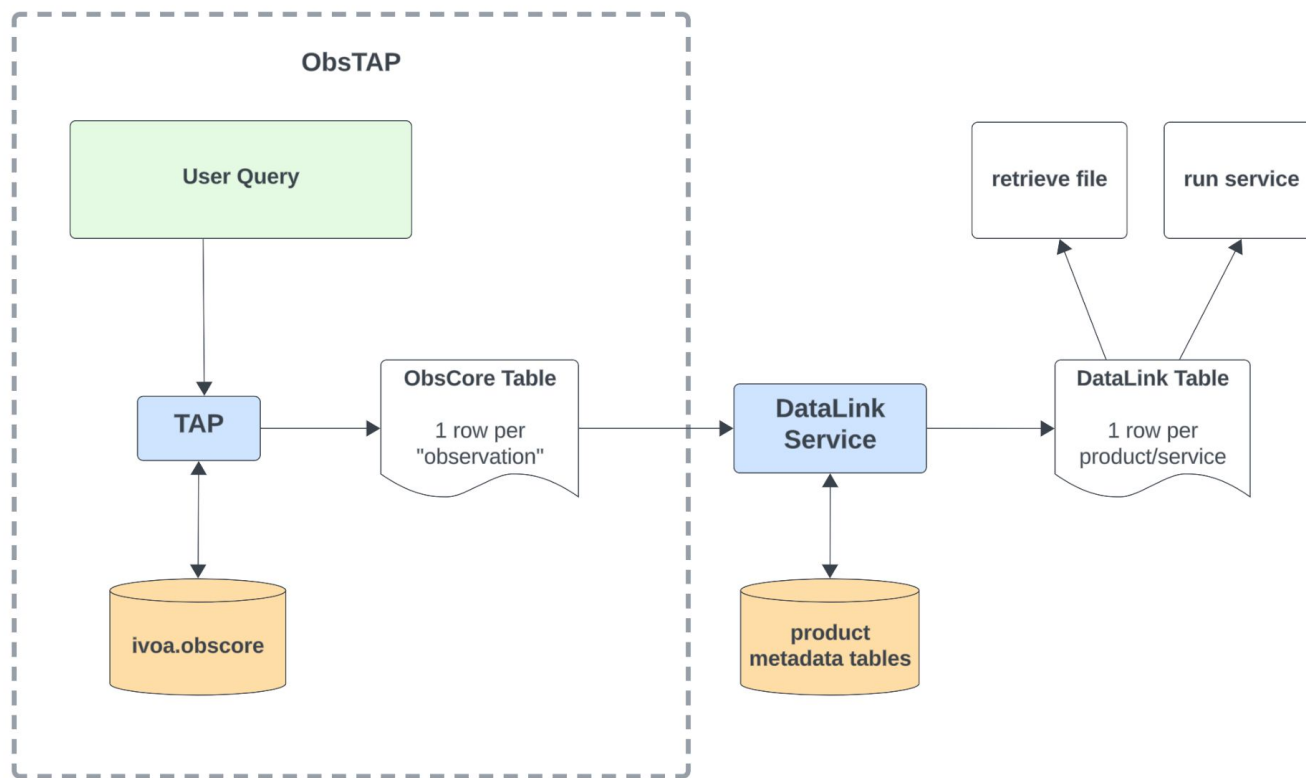 ObsTAP
User Query
retrieve file
run service
TAP
ObsCore Table
1 row per
"observation"
DataLink
Service
DataLink Table
1 row per
product/service
ivoa.obscore
product
metadata tables